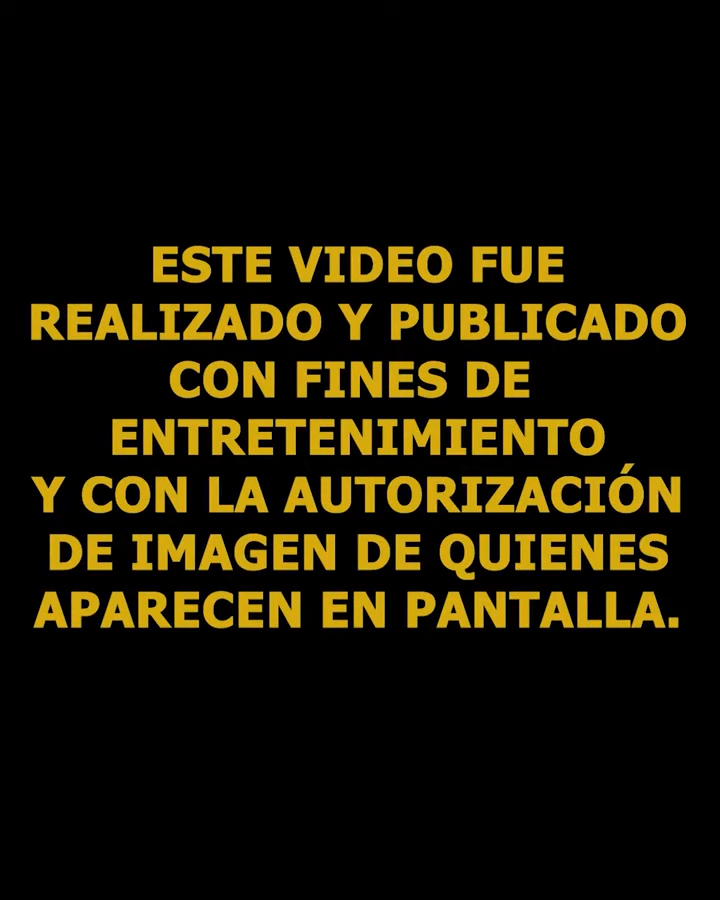 ESTE VIDEO FUE
REALIZADO Y PUBLICADO
CON FINES DE
ENTRETENIMIENTO
Y CON LA AUTORIZACIÓN
DE IMAGEN DE QUIENES
APARECEN EN PANTALLA.